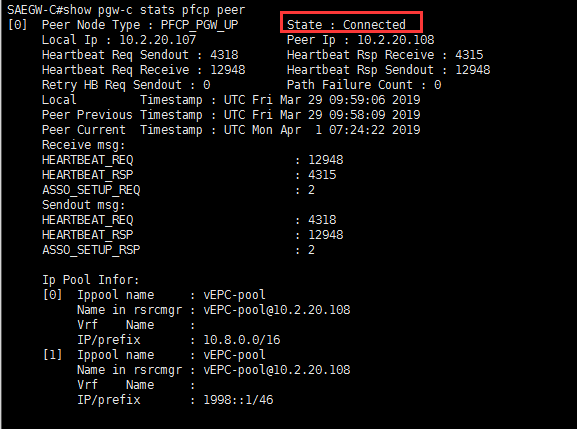 SAEGW-C#show pgw-c stats pfcp peer
[0] Peer Node Type : PFCP_PGW_UP State : Connected
Local Ip : 10.2.20.107 Peer Ip : 10.2.20.108
Heartbeat Req Sendout : 4318 Heartbeat Rsp Receive : 4315
Heartbeat Req Receive : 12948 Heartbeat Rsp Sendout : 12948
Retry HB Req Sendout : 0 Path Failure Count : 0
Local Timestamp : UTC Fri Mar 29 09:59:06 2019
Peer Previous Timestamp : UTC Fri Mar 29 09:58:09 2019
Peer Current Timestamp : UTC Mon Apr 1 07:24:22 2019
Receive msg:
HEARTBEAT_REQ : 12948
HEARTBEAT_RSP : 4315
ASSO_SETUP_REQ : 2
Sendout msg:
HEARTBEAT_REQ : 4318
HEARTBEAT_RSP : 12948
ASSO_SETUP_RSP : 2
Ip Pool Infor:
[0] Ippool name : vEPC-pool
Name in rsrcmgr : vEPC-pool@10.2.20.108
Vrf Name :
IP/prefix : 10.8.0.0/16
[1] Ippool name : vEPC-pool
Name in rsrcmgr : vEPC-pool@10.2.20.108
Vrf Name :
IP/prefix : 1998::1/46